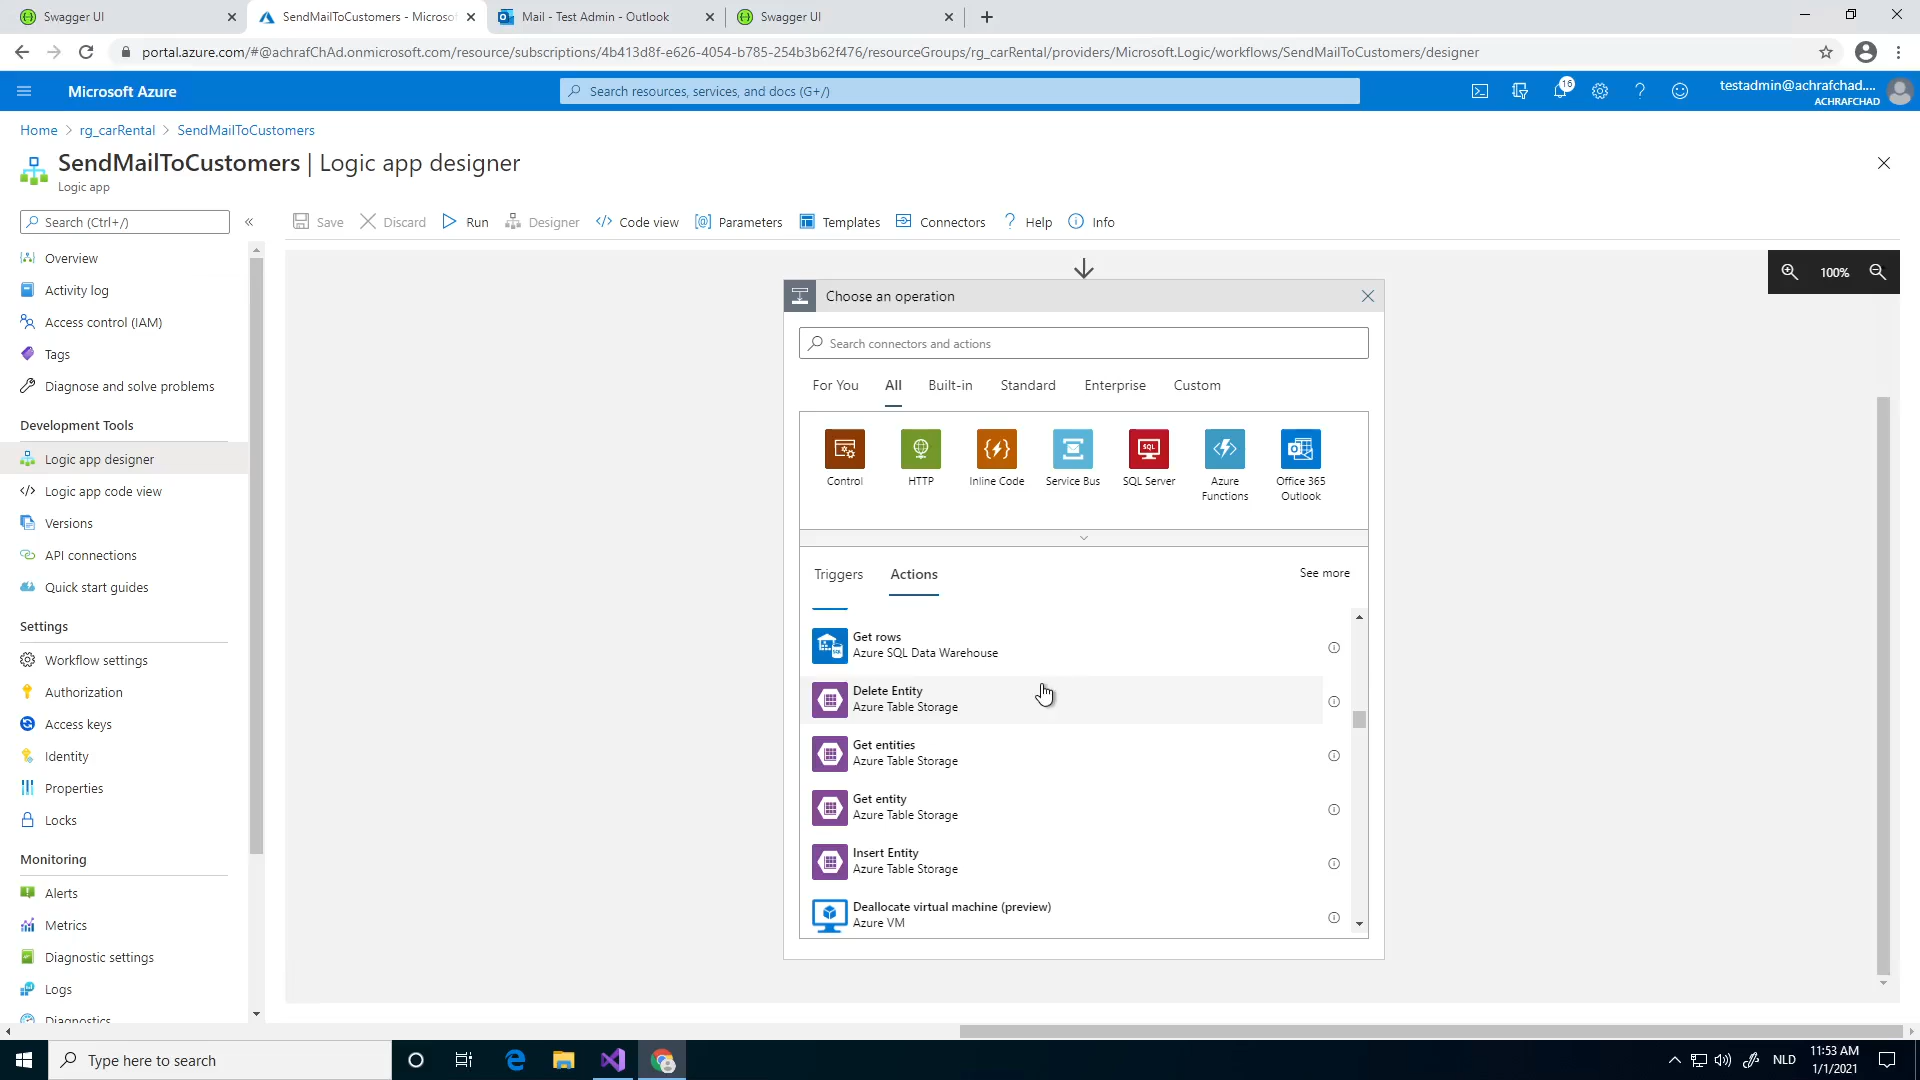 Swagger UI
SendMailToCustomers - Microsof
Mail - Test Admin - Outlook
Swagger UI
portal.azure.com/#@achrafChAd.onmicrosoft.com/resource/subscriptions/4b413d8f-e626-4054-b785-254b3b62f476/resourceGroups/rg_carRental/providers/Microsoft.Logic/workflows/SendMailToCustomers/designer
Microsoft Azure
Search resources, services, and docs (G+/)
16
testadmin@achrafchad....
ACHRAFCHAD
Home > rg_carRental > SendMailToCustomers
SendMailToCustomers | Logic app designer
Logic app
Search (Ctrl+/)
«
Save
Discard
Run
Designer
Code view
Parameters
Templates
Connectors
Help
Info
Overview
Activity log
Access control (IAM)
Tags
Diagnose and solve problems
Development Tools
Logic app designer
Logic app code view
Versions
API connections
Quick start guides
Settings
Workflow settings
Authorization
Access keys
Identity
Properties
Locks
Monitoring
Alerts
Metrics
Diagnostic settings
Logs
Diagnostics
100%
Choose an operation
Search connectors and actions
For You
All
Built-in
Standard
Enterprise
Custom
Control
HTTP
Inline Code
Service Bus
SQL Server
Azure
Functions
Office 365
Outlook
Triggers
Actions
See more
Get rows
Azure SQL Data Warehouse
Delete Entity
Azure Table Storage
Get entities
Azure Table Storage
Get entity
Azure Table Storage
Insert Entity
Azure Table Storage
Deallocate virtual machine (preview)
Azure VM
Type here to search
NLD
11:53 AM
1/1/2021